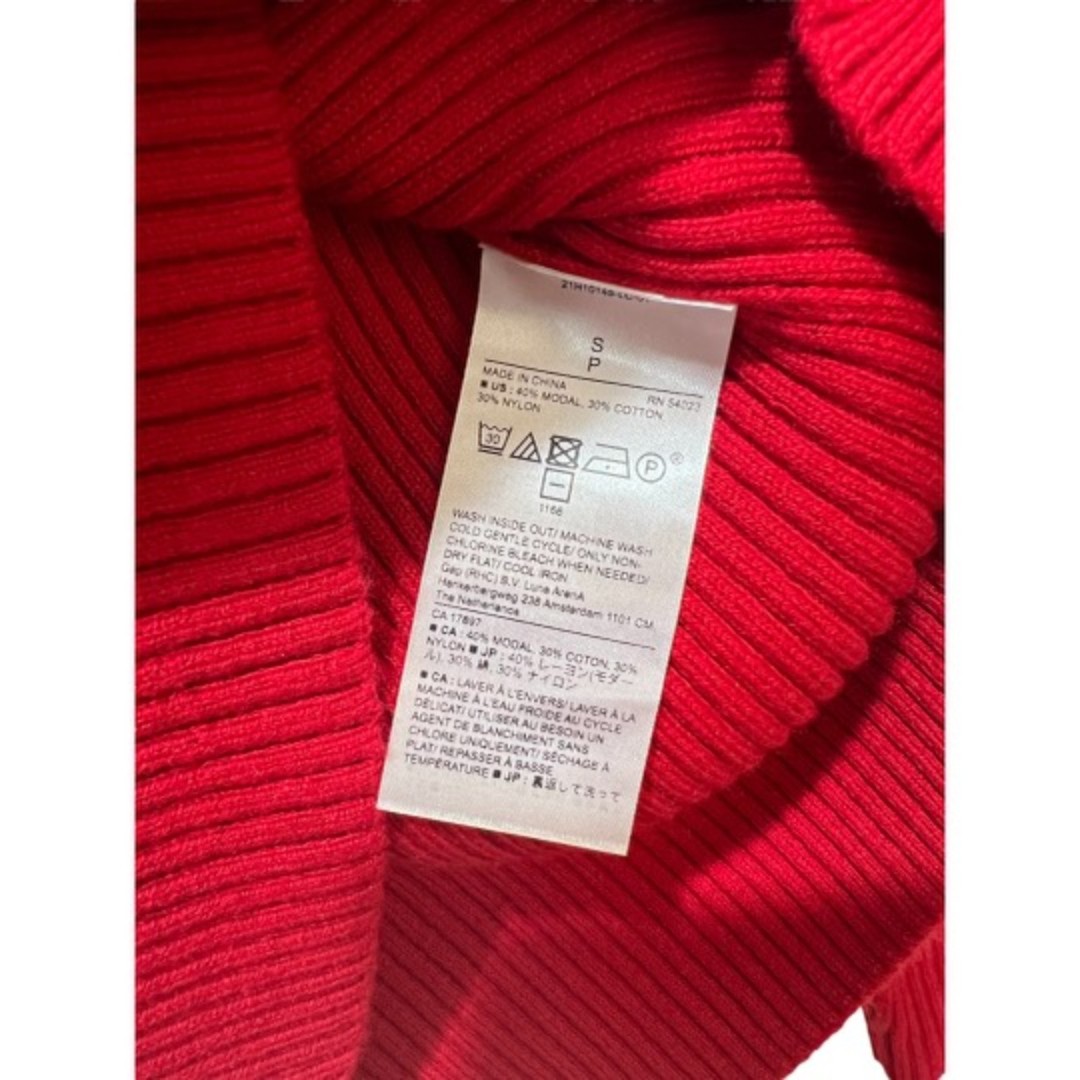 S
P
MADE IN CHINA
RN 54023
■ US : 40% MODAL, 30% COTTON
30% NYLON
30
P
®
1166
WASH INSIDE OUT/ MACHINE WASH
COLD GENTLE CYCLE/ ONLY NON-
CHLORINE BLEACH WHEN NEEDED/
DRY FLAT/ COOL IRON
Gap (RHC) B.V. Luna ArenA
Herikerbergweg 238 Amsterdam 1101 CM,
The Netherlands
CA 17897
■ CA : 40% MODAL, 30% COTON, 30%
NYLON ■ JP : 40% レーヨン(モダー
ル), 30% 綿, 30% ナイロン
■ CA : LAVER À L'ENVERS/ LAVER À LA
MACHINE À L'EAU FROIDE AU CYCLE
DÉLICAT/ UTILISER AU BESOIN UN
AGENT DE BLANCHIMENT SANS
CHLORE UNIQUEMENT/ SÉCHAGE À
PLAT/ REPASSER À BASSE
TEMPÉRATURE ■ JP : 裏返して洗って